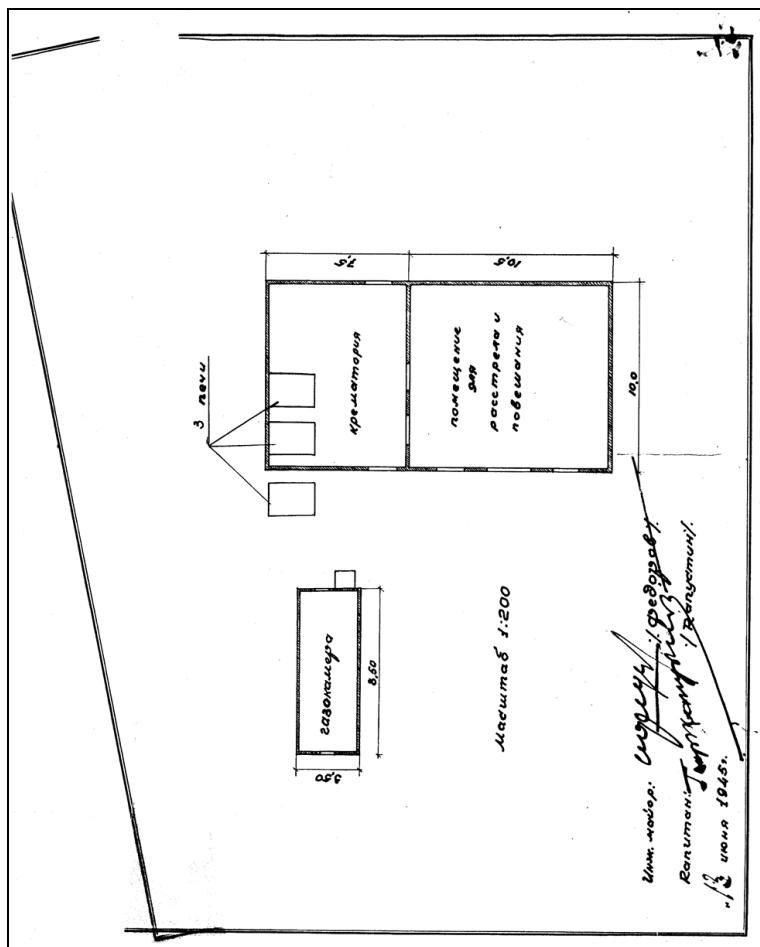 3 печи
7,5
10,5
крематория
помещение
для
расстрела и
повешания
10,0
газокамера
8,50
3,50
Масштаб 1:200
Инж. майор: /Федоров/.
Капитан: /Капустин/.
"12" июня 1945г.